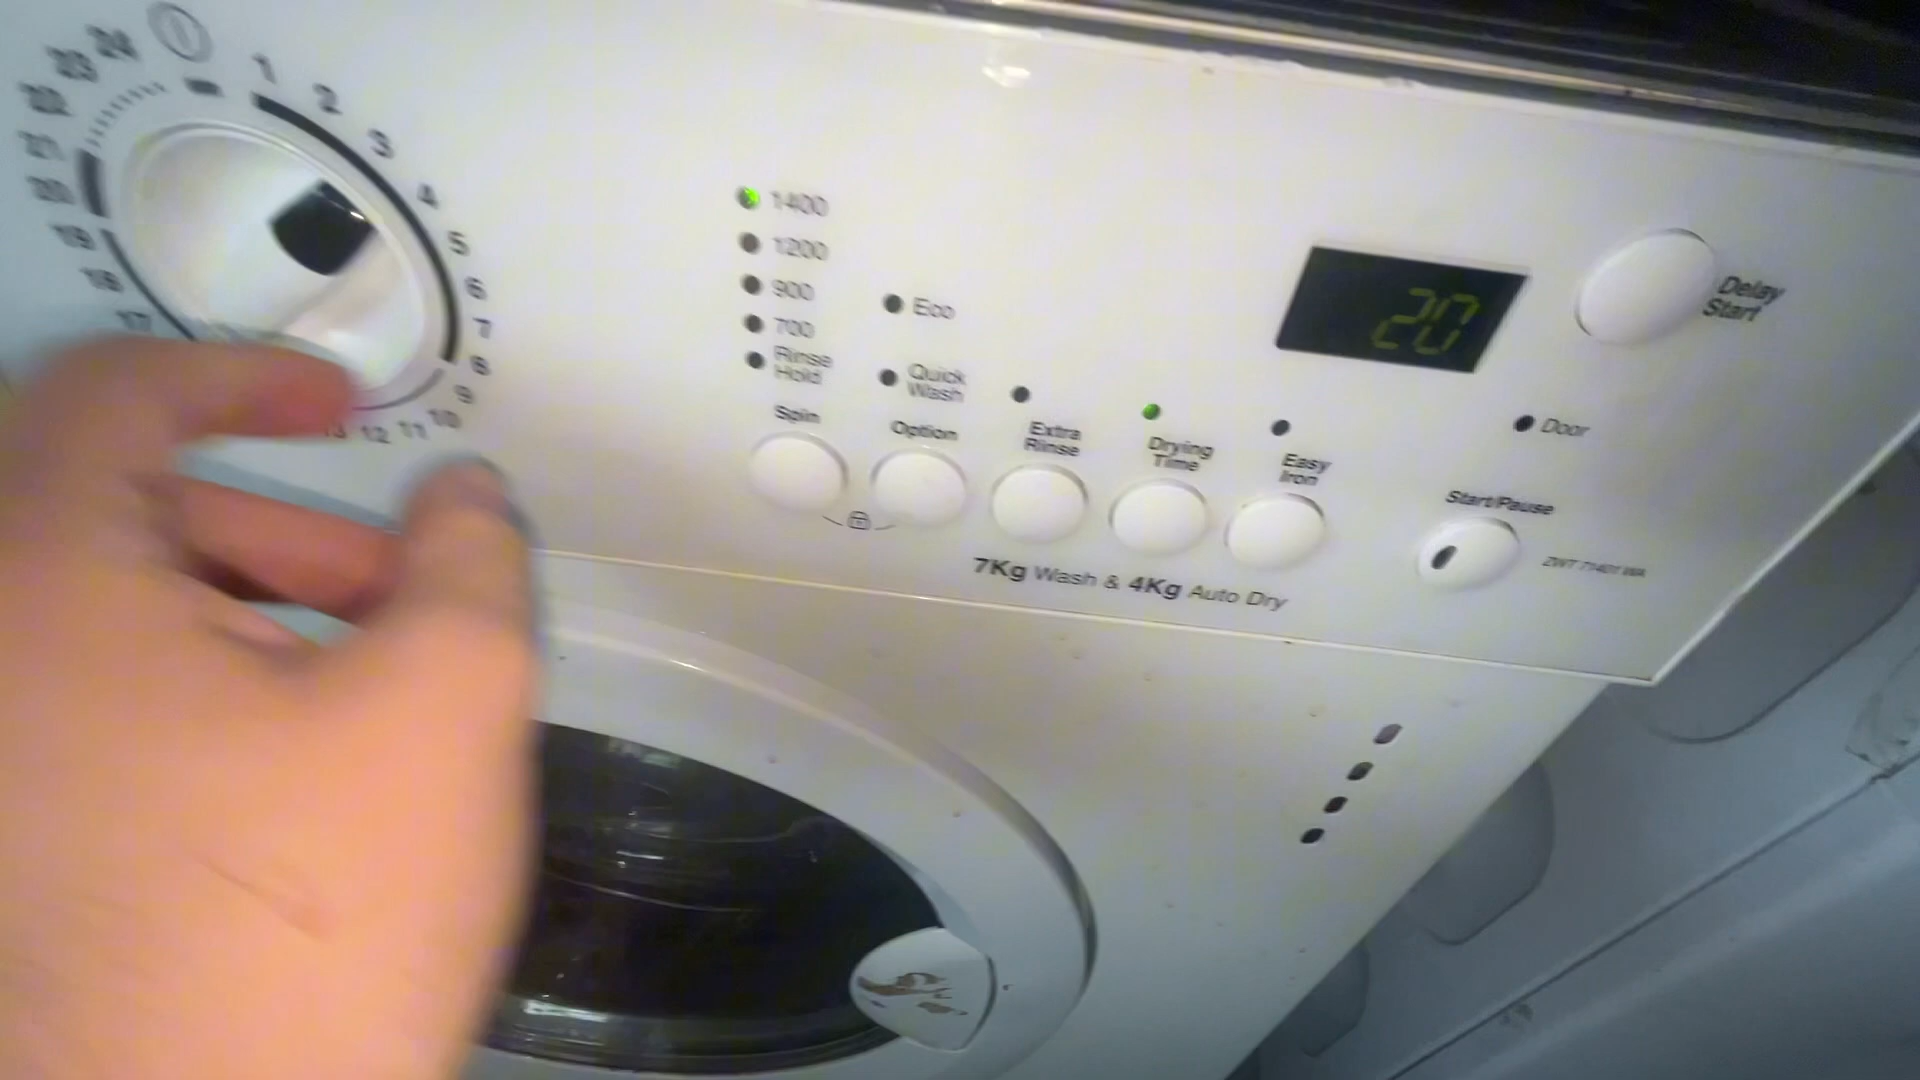 24
23
22
21
20
19
18
17
1
2
3
4
5
6
7
8
9
10
11
12
13
1400
1200
900
700
Rinse
Hold
Spin
Eco
Quick
Wash
Option
Extra
Rinse
Drying
Time
Easy
Iron
20
Delay
Start
Door
Start/Pause
7Kg Wash & 4Kg Auto Dry